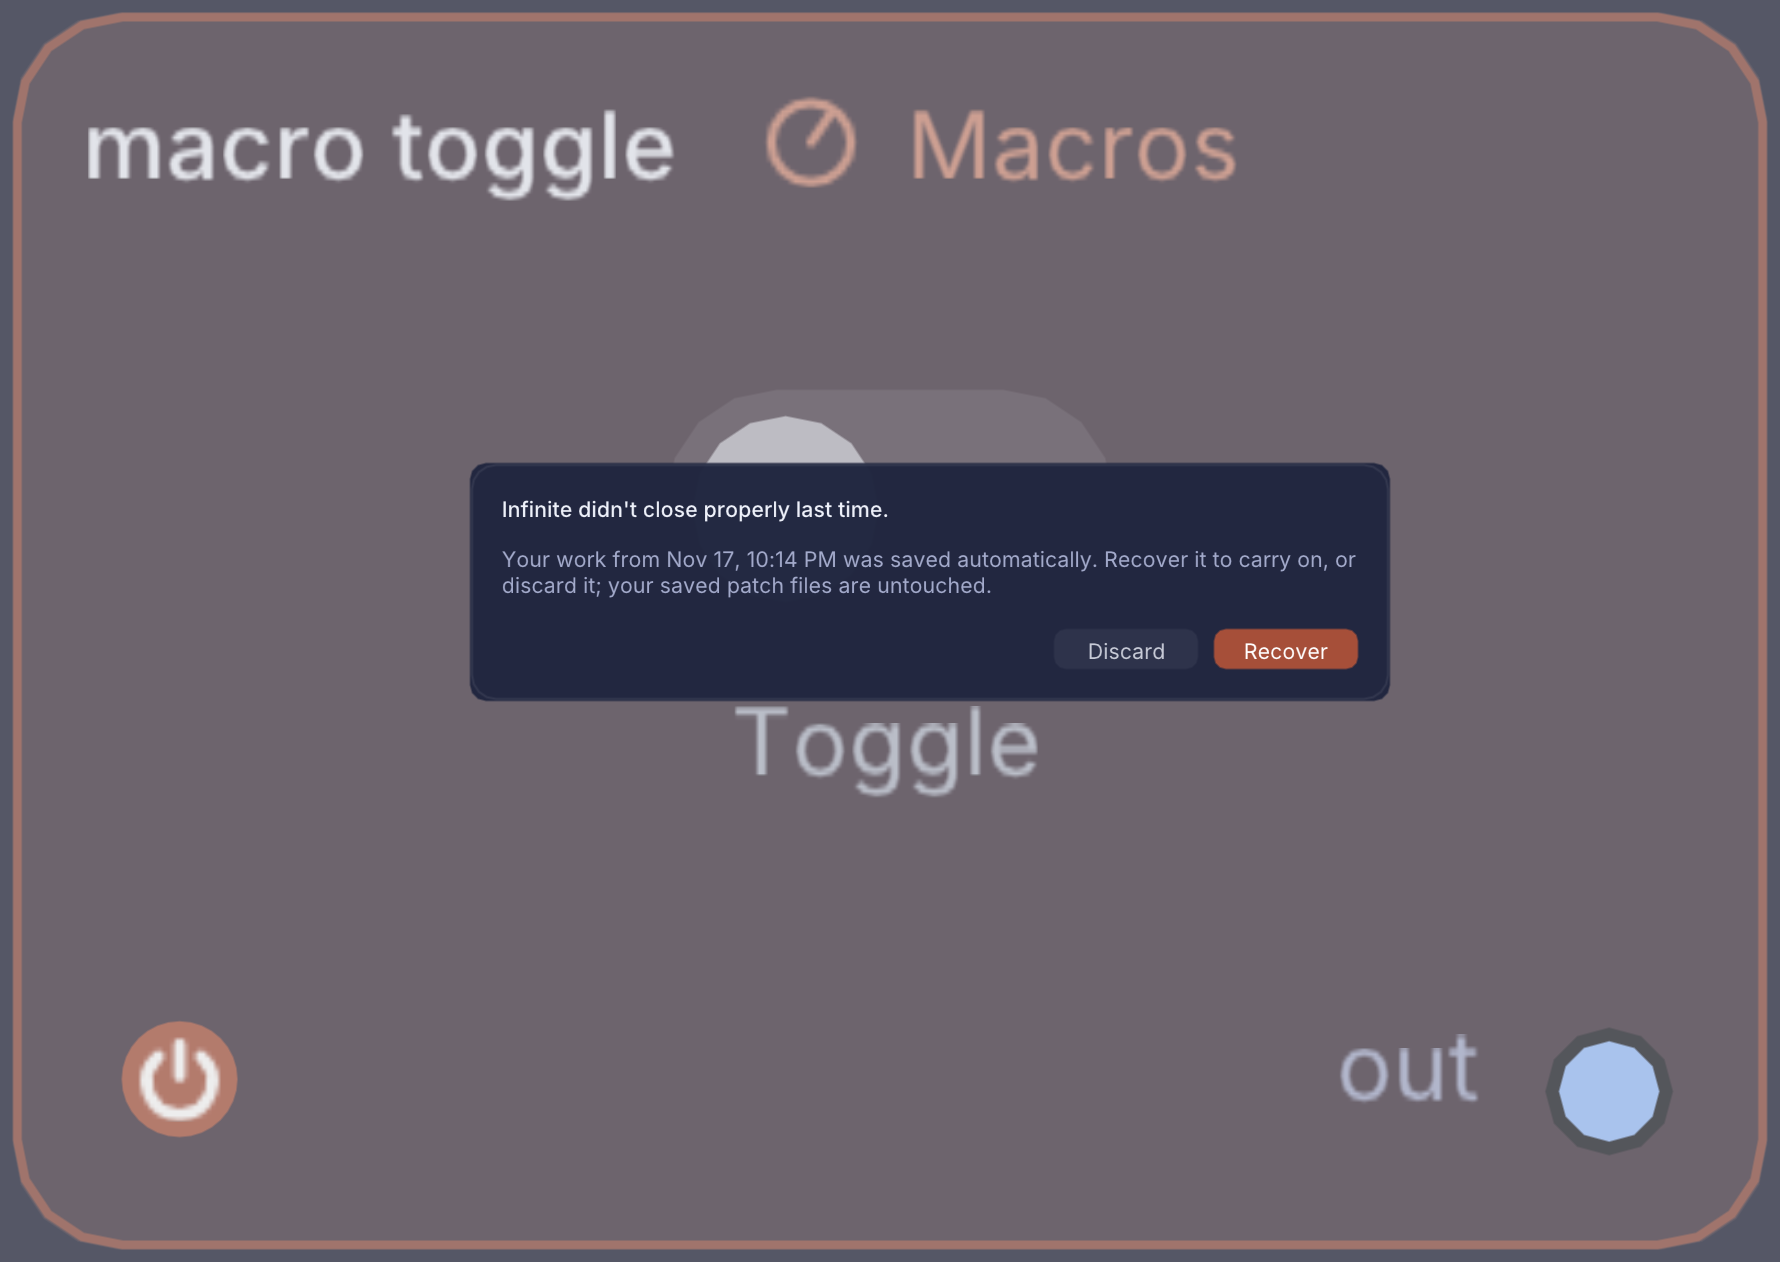 macro toggle Macros
Infinite didn't close properly last time.
Your work from Nov 17, 10:14 PM was saved automatically. Recover it to carry on, or
discard it; your saved patch files are untouched.
Discard Recover
Toggle
out